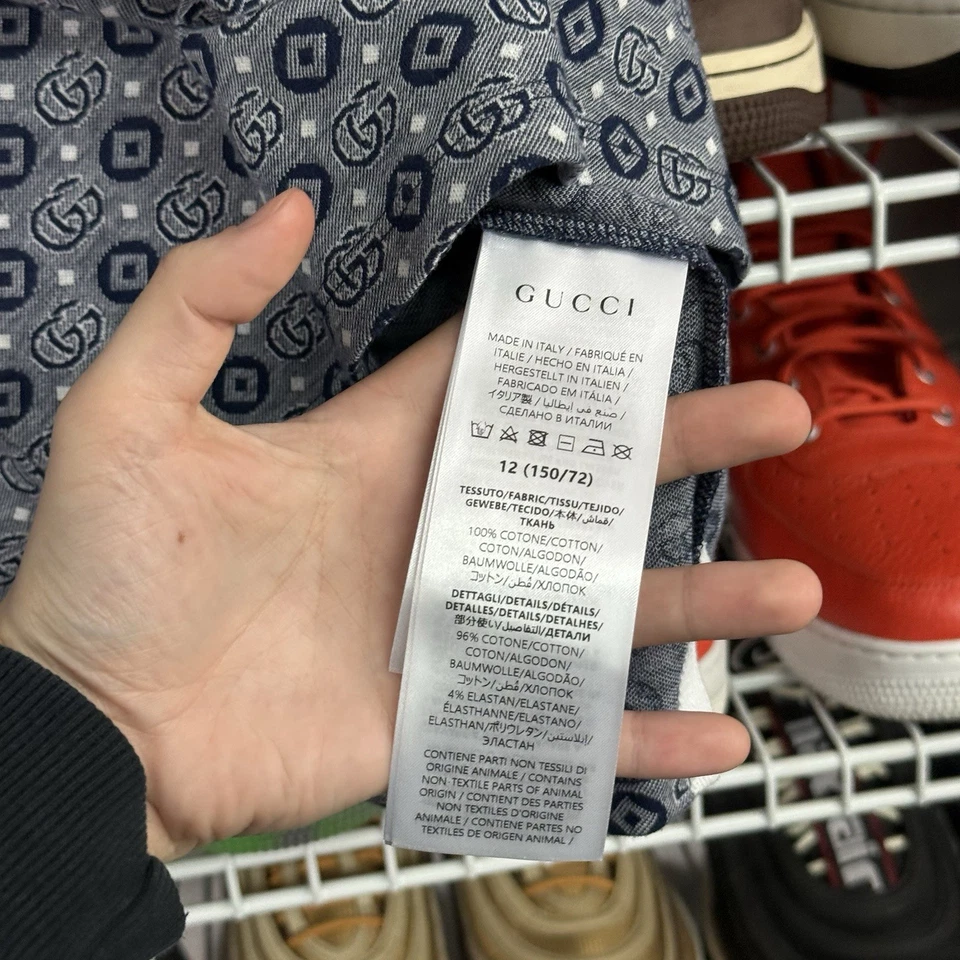 GUCCI
MADE IN ITALY / FABRIQUÉ EN
ITALIE / HECHO EN ITALIA /
HERGESTELLT IN ITALIEN /
FABRICADO EM ITÁLIA /
イタリア製 / صنع في إيطاليا /
СДЕЛАНО В ИТАЛИИ
12 (150/72)
TESSUTO/FABRIC/TISSU/TEJIDO/
GEWEBE/TECIDO/本体/قماش/
ТКАНЬ
100% COTONE/COTTON/
COTON/ALGODON/
BAUMWOLLE/ALGODÃO/
コットン/قُطن/ХЛОПОК
DETTAGLI/DETAILS/DÉTAILS/
DETALLES/DETAILS/DETALHES/
部分使い/التفاصيل/ДЕТАЛИ
96% COTONE/COTTON/
COTON/ALGODON/
BAUMWOLLE/ALGODÃO/
コットン/قُطن/ХЛОПОК
4% ELASTAN/ELASTANE/
ÉLASTHANNE/ELASTANO/
ELASTHAN/ポリウレタン/إيلاستين/
ЭЛАСТАН
CONTIENE PARTI NON TESSILI DI
ORIGINE ANIMALE / CONTAINS
NON-TEXTILE PARTS OF ANIMAL
ORIGIN / CONTIENT DES PARTIES
NON TEXTILES D'ORIGINE
ANIMALE / CONTIENE PARTES NO
TEXTILES DE ORIGEN ANIMAL /